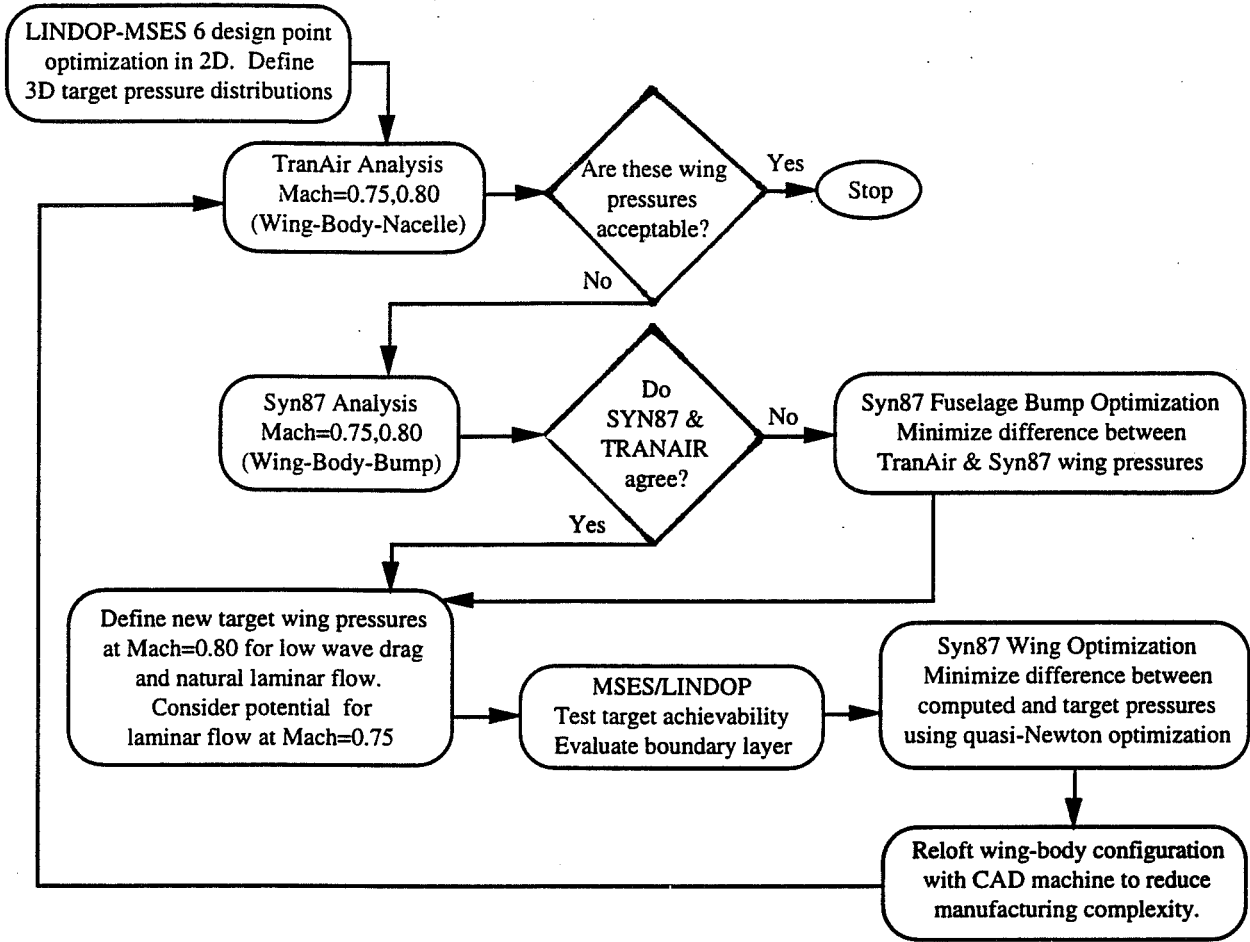 LINDOP-MSES 6 design point
optimization in 2D. Define
3D target pressure distributions
TranAir Analysis
Mach=0.75,0.80
(Wing-Body-Nacelle)
Are these wing
pressures
acceptable?
Yes
Stop
No
Syn87 Analysis
Mach=0.75,0.80
(Wing-Body-Bump)
Do
SYN87 &
TRANAIR
agree?
No
Syn87 Fuselage Bump Optimization
Minimize difference between
TranAir & Syn87 wing pressures
Yes
Define new target wing pressures
at Mach=0.80 for low wave drag
and natural laminar flow.
Consider potential for
laminar flow at Mach=0.75
MSES/LINDOP
Test target achievability
Evaluate boundary layer
Syn87 Wing Optimization
Minimize difference between
computed and target pressures
using quasi-Newton optimization
Reloft wing-body configuration
with CAD machine to reduce
manufacturing complexity.